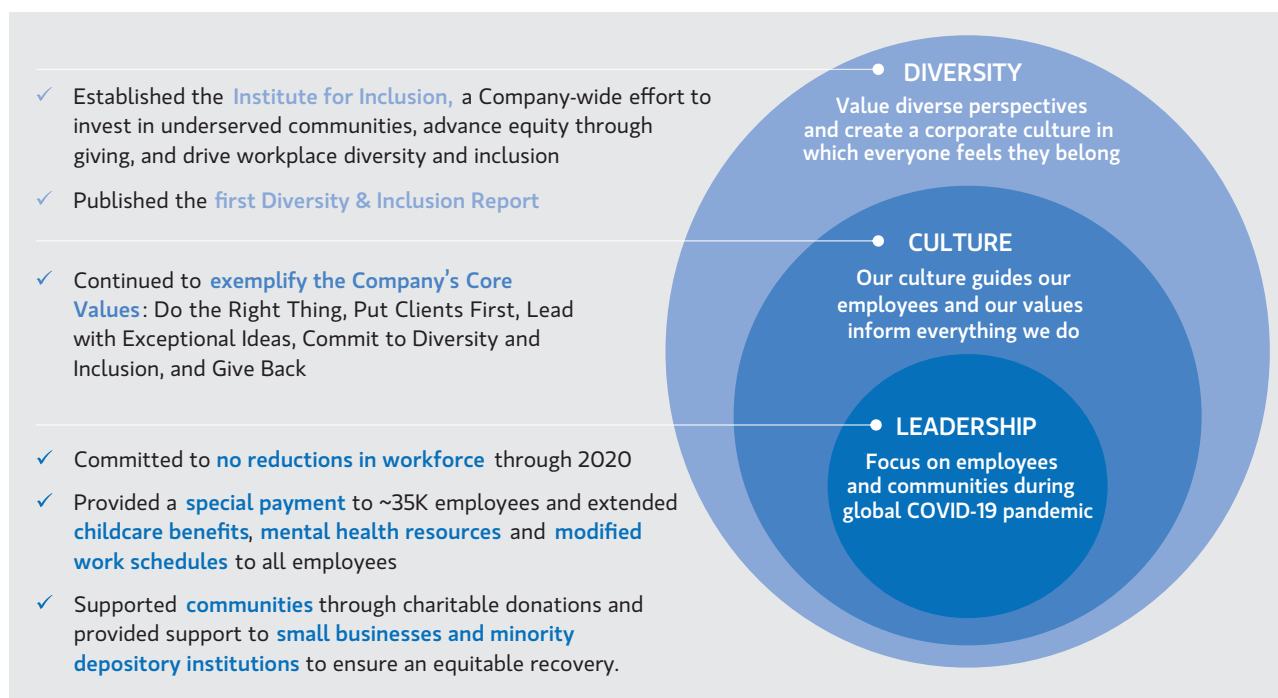 DIVERSITY
Value diverse perspectives
and create a corporate culture in
which everyone feels they belong
✓ Established the Institute for Inclusion, a Company-wide effort to
invest in underserved communities, advance equity through
giving, and drive workplace diversity and inclusion
✓ Published the first Diversity & Inclusion Report
CULTURE
Our culture guides our
employees and our values
inform everything we do
✓ Continued to exemplify the Company's Core
Values: Do the Right Thing, Put Clients First, Lead
with Exceptional Ideas, Commit to Diversity and
Inclusion, and Give Back
LEADERSHIP
Focus on employees
and communities during
global COVID-19 pandemic
✓ Committed to no reductions in workforce through 2020
✓ Provided a special payment to ~35K employees and extended
childcare benefits, mental health resources and modified
work schedules to all employees
✓ Supported communities through charitable donations and
provided support to small businesses and minority
depository institutions to ensure an equitable recovery.